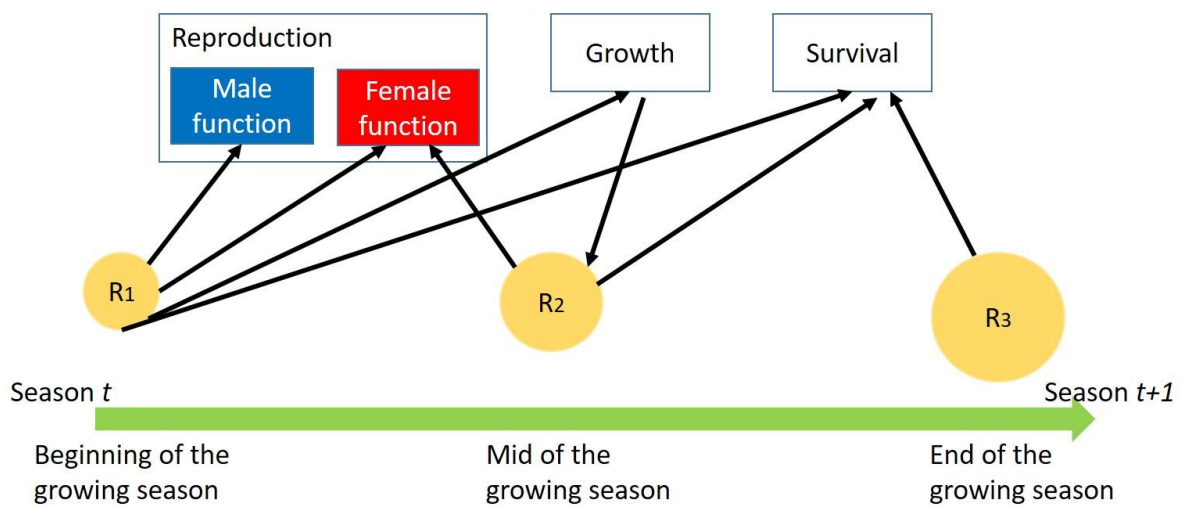 Reproduction
Male
function
Female
function
Growth
Survival
R1
R2
R3
Season t
Season t+1
Beginning of the
growing season
Mid of the
growing season
End of the
growing season